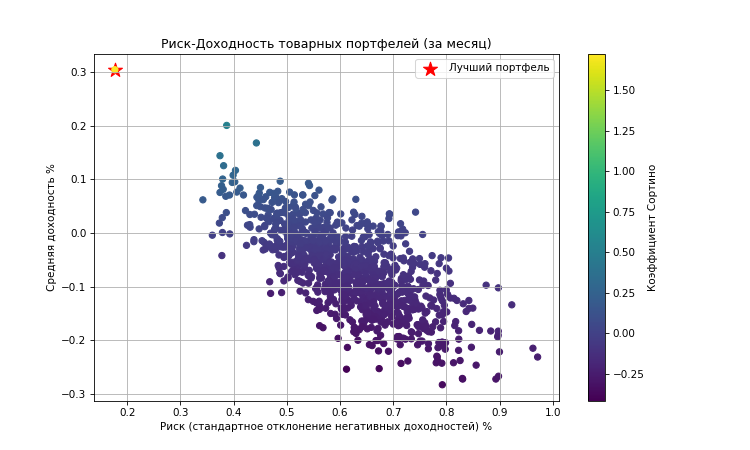 Риск-Доходность товарных портфелей (за месяц)
Лучший портфель
Средняя доходность %
0.3
0.2
0.1
0.0
−0.1
−0.2
−0.3
0.2 0.3 0.4 0.5 0.6 0.7 0.8 0.9 1.0
Риск (стандартное отклонение негативных доходностей) %
1.50
1.25
1.00
0.75
0.50
0.25
0.00
−0.25
Коэффициент Сортино